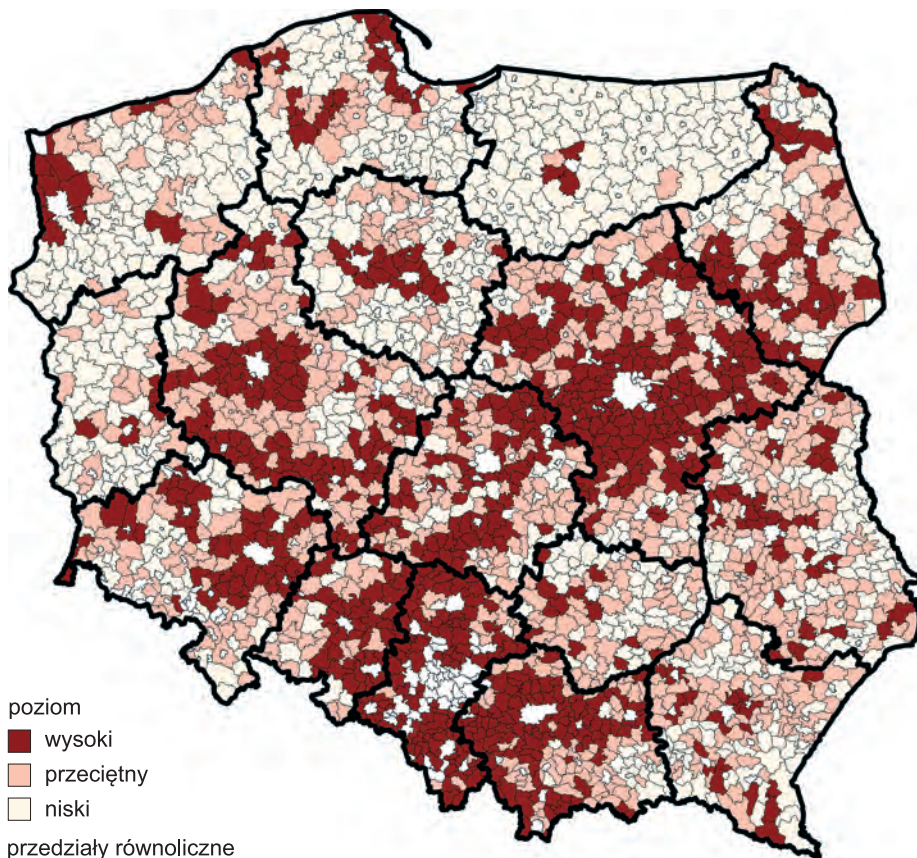 poziom
wysoki
przeciętny
niski
przedziały równoliczne